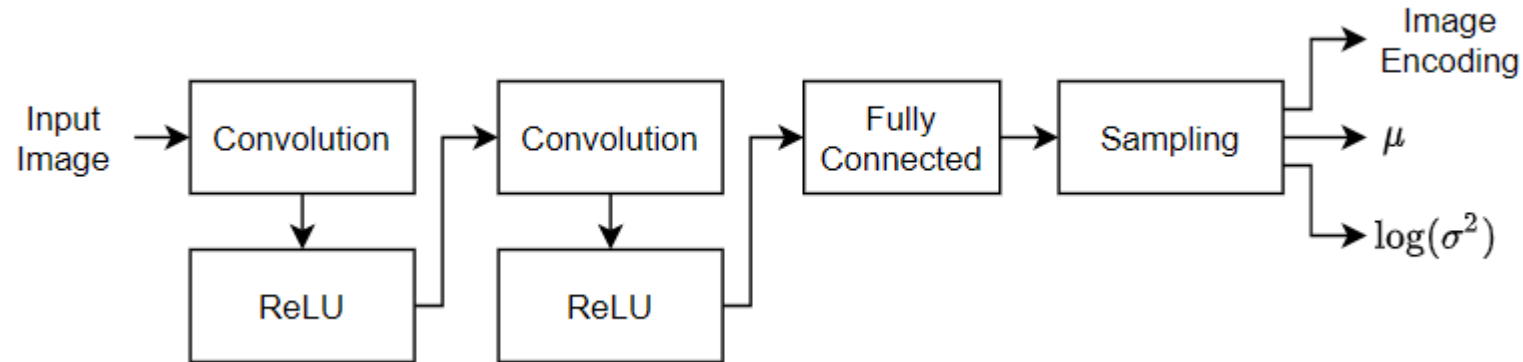 Input
Image
Convolution
ReLU
Convolution
ReLU
Fully
Connected
Sampling
Image
Encoding
μ
log(σ²)